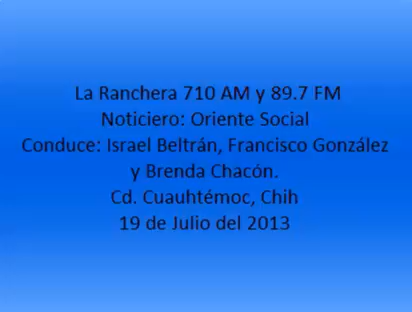 La Ranchera 710 AM y 89.7 FM
Noticiero: Oriente Social
Conduce: Israel Beltrán, Francisco González
y Brenda Chacón.
Cd. Cuauhtémoc, Chih
19 de Julio del 2013